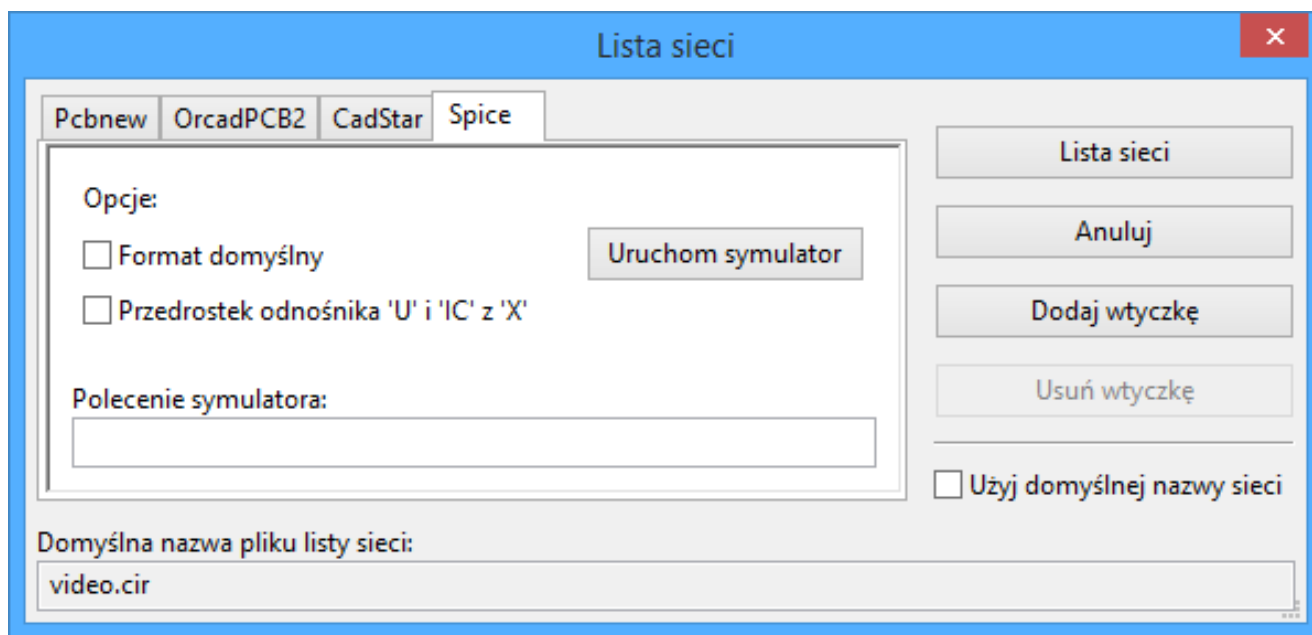 Lista sieci
Pcbnew OrcadPCB2 CadStar Spice
Opcje:
Format domyślny
Uruchom symulator
Przedrostek odnośnika 'U' i 'IC' z 'X'
Polecenie symulatora:
Lista sieci
Anuluj
Dodaj wtyczkę
Usuń wtyczkę
Użyj domyślnej nazwy sieci
Domyślna nazwa pliku listy sieci:
video.cir